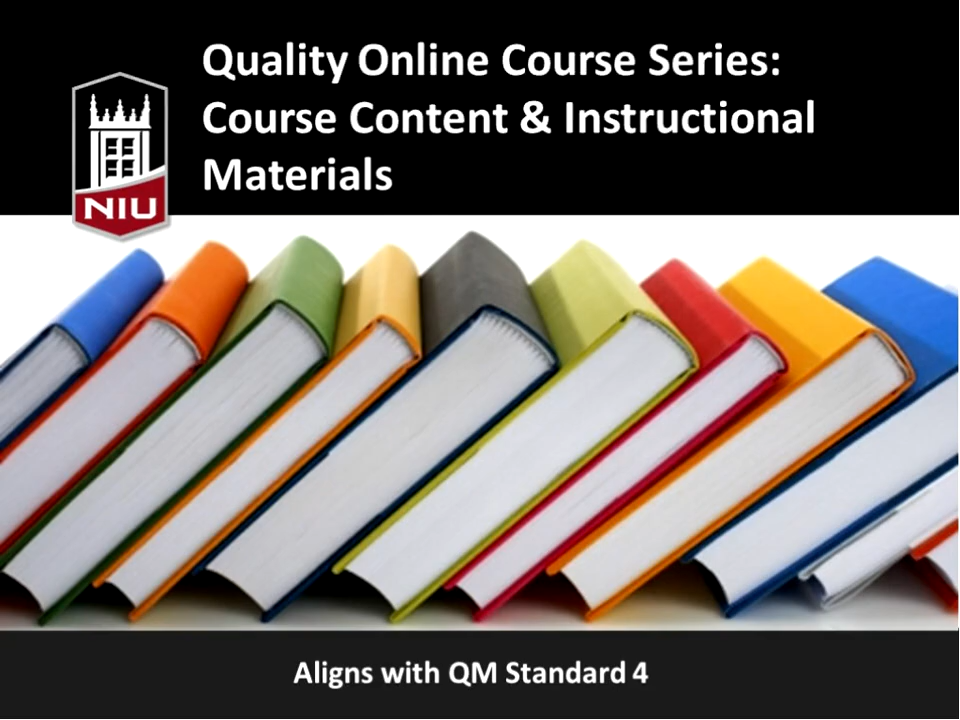 Quality Online Course Series:
Course Content & Instructional
Materials
NIU
Aligns with QM Standard 4